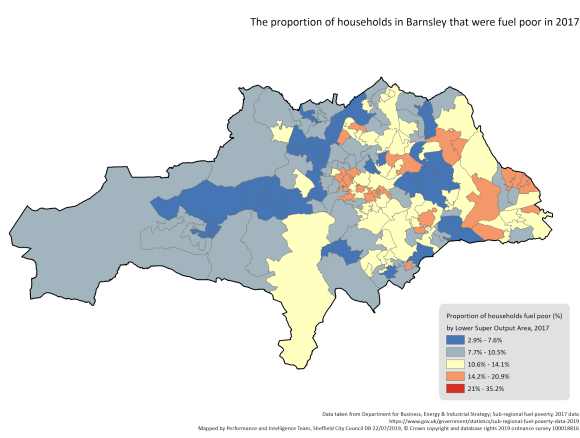 The proportion of households in Barnsley that were fuel poor in 2017
Proportion of households fuel poor (%)
by Lower Super Output Area, 2017
2.9% - 7.6%
7.7% - 10.5%
10.6% - 14.1%
14.2% - 20.9%
21% - 35.2%
Data taken from Department for Business, Energy & Industrial Strategy; Sub-regional fuel poverty, 2017 data
https://www.gov.uk/government/statistics/sub-regional-fuel-poverty-data-2019
Mapped by Performance and Intelligence Team, Sheffield City Council DB 22/07/2019, © Crown copyright and database rights 2019 ordnance survey 100018816